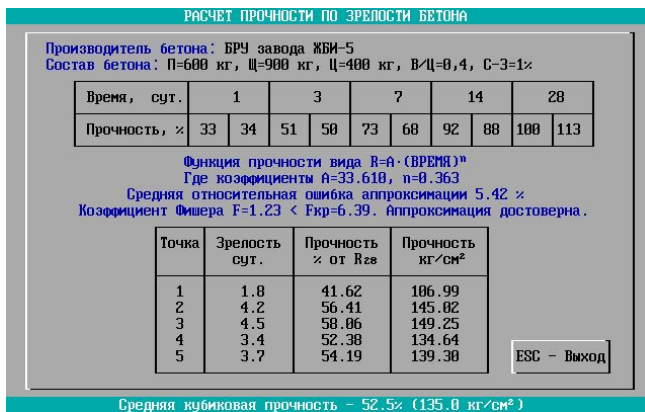 РАСЧЕТ ПРОЧНОСТИ ПО ЗРЕЛОСТИ БЕТОНА
Производитель бетона: БРУ завода ЖБИ-5
Состав бетона: П=600 кг, Щ=900 кг, Ц=400 кг, В/Ц=0,4, С-3=1%
Время, сут. 1 3 7 14 28
Прочность, % 33 34 51 50 73 68 92 88 100 113
Функция прочности вида R=A·(ВРЕМЯ)ⁿ
Где коэффициенты A=33.610, n=0.363
Средняя относительная ошибка аппроксимации 5.42 %
Коэффициент Фишера F=1.23 < Fкр=6.39. Аппроксимация достоверна.
Точка Зрелость Прочность Прочность
сут. % от R28 кг/см²
1 1.8 41.62 106.99
2 4.2 56.41 145.02
3 4.5 58.06 149.25
4 3.4 52.38 134.64
5 3.7 54.19 139.30
ESC - Выход
Средняя кубиковая прочность - 52.5% (135.0 кг/см²)